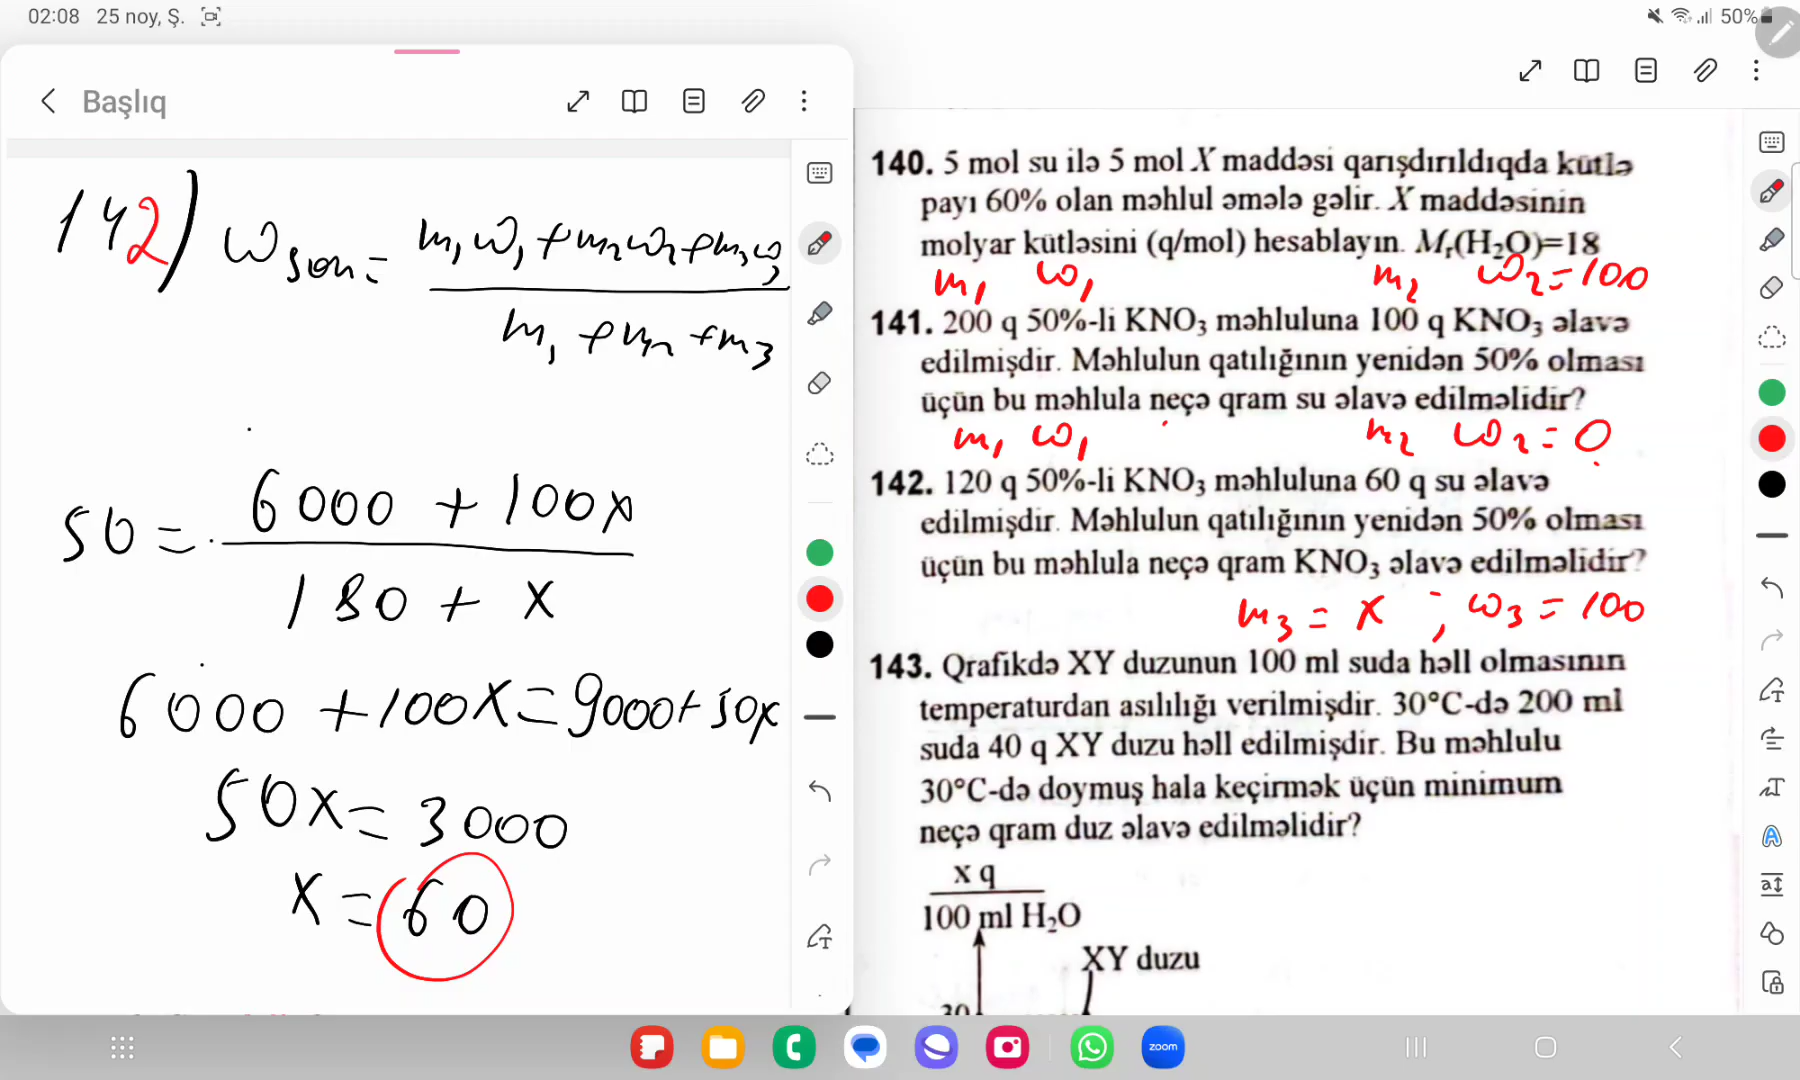 02:08 25 noy, Ş.
50%
Başlıq
142) ω son = m₁ω₁ + m₂ω₂ + m₃ω₃
m₁ + m₂ + m₃
50 = 6000 + 100x
180 + x
6000 + 100x = 9000 + 50x
50x = 3000
x = 60
140. 5 mol su ilə 5 mol X maddəsi qarışdırıldıqda kütlə
payı 60% olan məhlul əmələ gəlir. X maddəsinin
molyar kütləsini (q/mol) hesablayın. Mr(H₂O)=18
m₁ ω₁ m₂ ω₂ = 100
141. 200 q 50%-li KNO₃ məhluluna 100 q KNO₃ əlavə
edilmişdir. Məhlulun qatılığının yenidən 50% olması
üçün bu məhlula neçə qram su əlavə edilməlidir?
m₁ ω₁ m₂ ω₂ = 0
142. 120 q 50%-li KNO₃ məhluluna 60 q su əlavə
edilmişdir. Məhlulun qatılığının yenidən 50% olması
üçün bu məhlula neçə qram KNO₃ əlavə edilməlidir?
m₃ = x ; ω₃ = 100
143. Qrafikdə XY duzunun 100 ml suda həll olmasının
temperaturdan asılılığı verilmişdir. 30°C-də 200 ml
suda 40 q XY duzu həll edilmişdir. Bu məhlulu
30°C-də doymuş hala keçirmək üçün minimum
neçə qram duz əlavə edilməlidir?
x q
100 ml H₂O
XY duzu
zoom